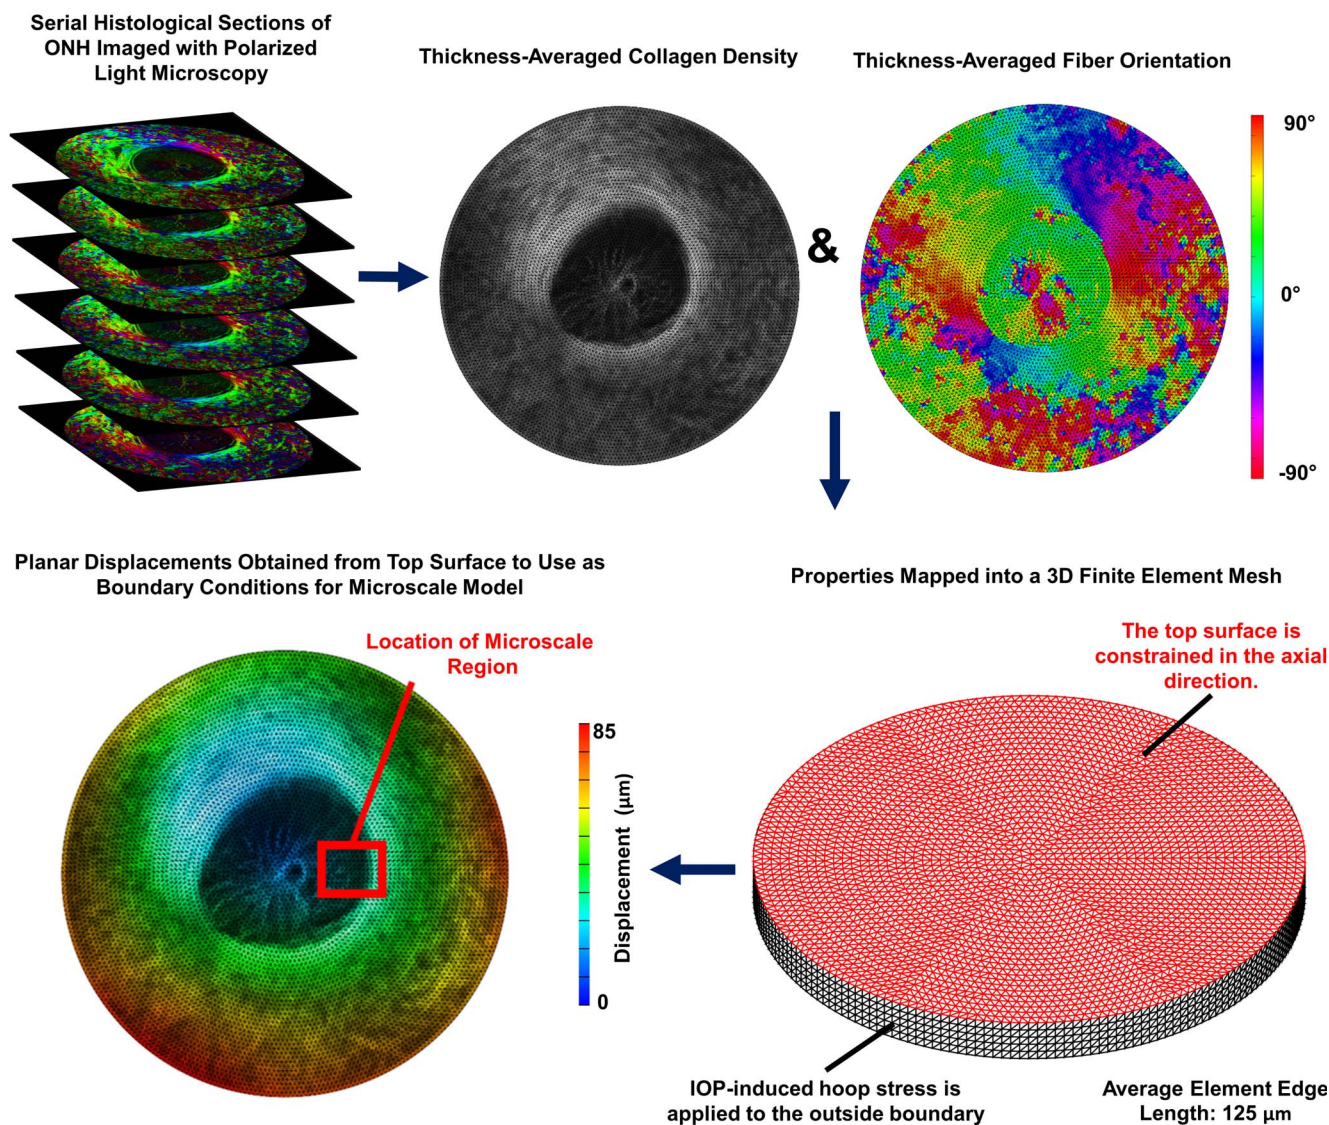 Serial Histological Sections of
ONH Imaged with Polarized
Light Microscopy
Thickness-Averaged Collagen Density
Thickness-Averaged Fiber Orientation
&
90°
0°
-90°
Planar Displacements Obtained from Top Surface to Use as
Boundary Conditions for Microscale Model
Location of Microscale
Region
85
Displacement (μm)
0
Properties Mapped into a 3D Finite Element Mesh
The top surface is
constrained in the axial
direction.
IOP-induced hoop stress is
applied to the outside boundary
Average Element Edge
Length: 125 μm